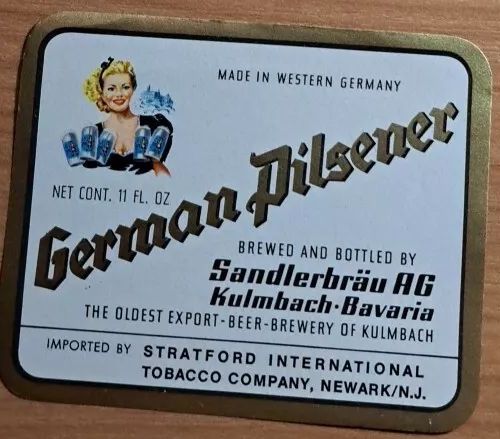 MADE IN WESTERN GERMANY
NET CONT. 11 FL. OZ
German Pilsener
BREWED AND BOTTLED BY
Sandlerbräu AG
Kulmbach·Bavaria
THE OLDEST EXPORT-BEER-BREWERY OF KULMBACH
IMPORTED BY STRATFORD INTERNATIONAL
TOBACCO COMPANY, NEWARK/N.J.